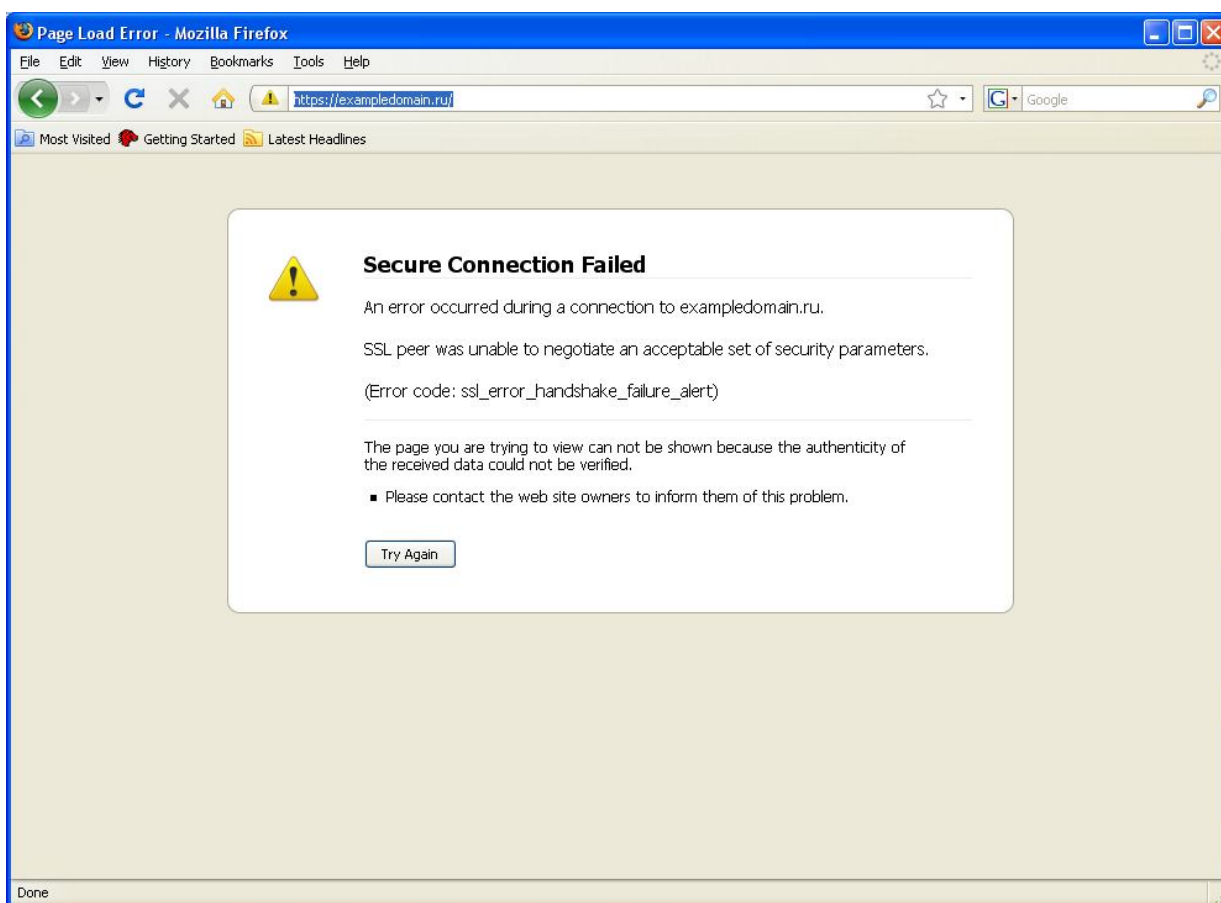 Page Load Error - Mozilla Firefox
File Edit View History Bookmarks Tools Help
https://exampledomain.ru/ G Google
Most Visited Getting Started Latest Headlines
Secure Connection Failed
An error occurred during a connection to exampledomain.ru.
SSL peer was unable to negotiate an acceptable set of security parameters.
(Error code: ssl_error_handshake_failure_alert)
The page you are trying to view can not be shown because the authenticity of
the received data could not be verified.
▪ Please contact the web site owners to inform them of this problem.
Try Again
Done